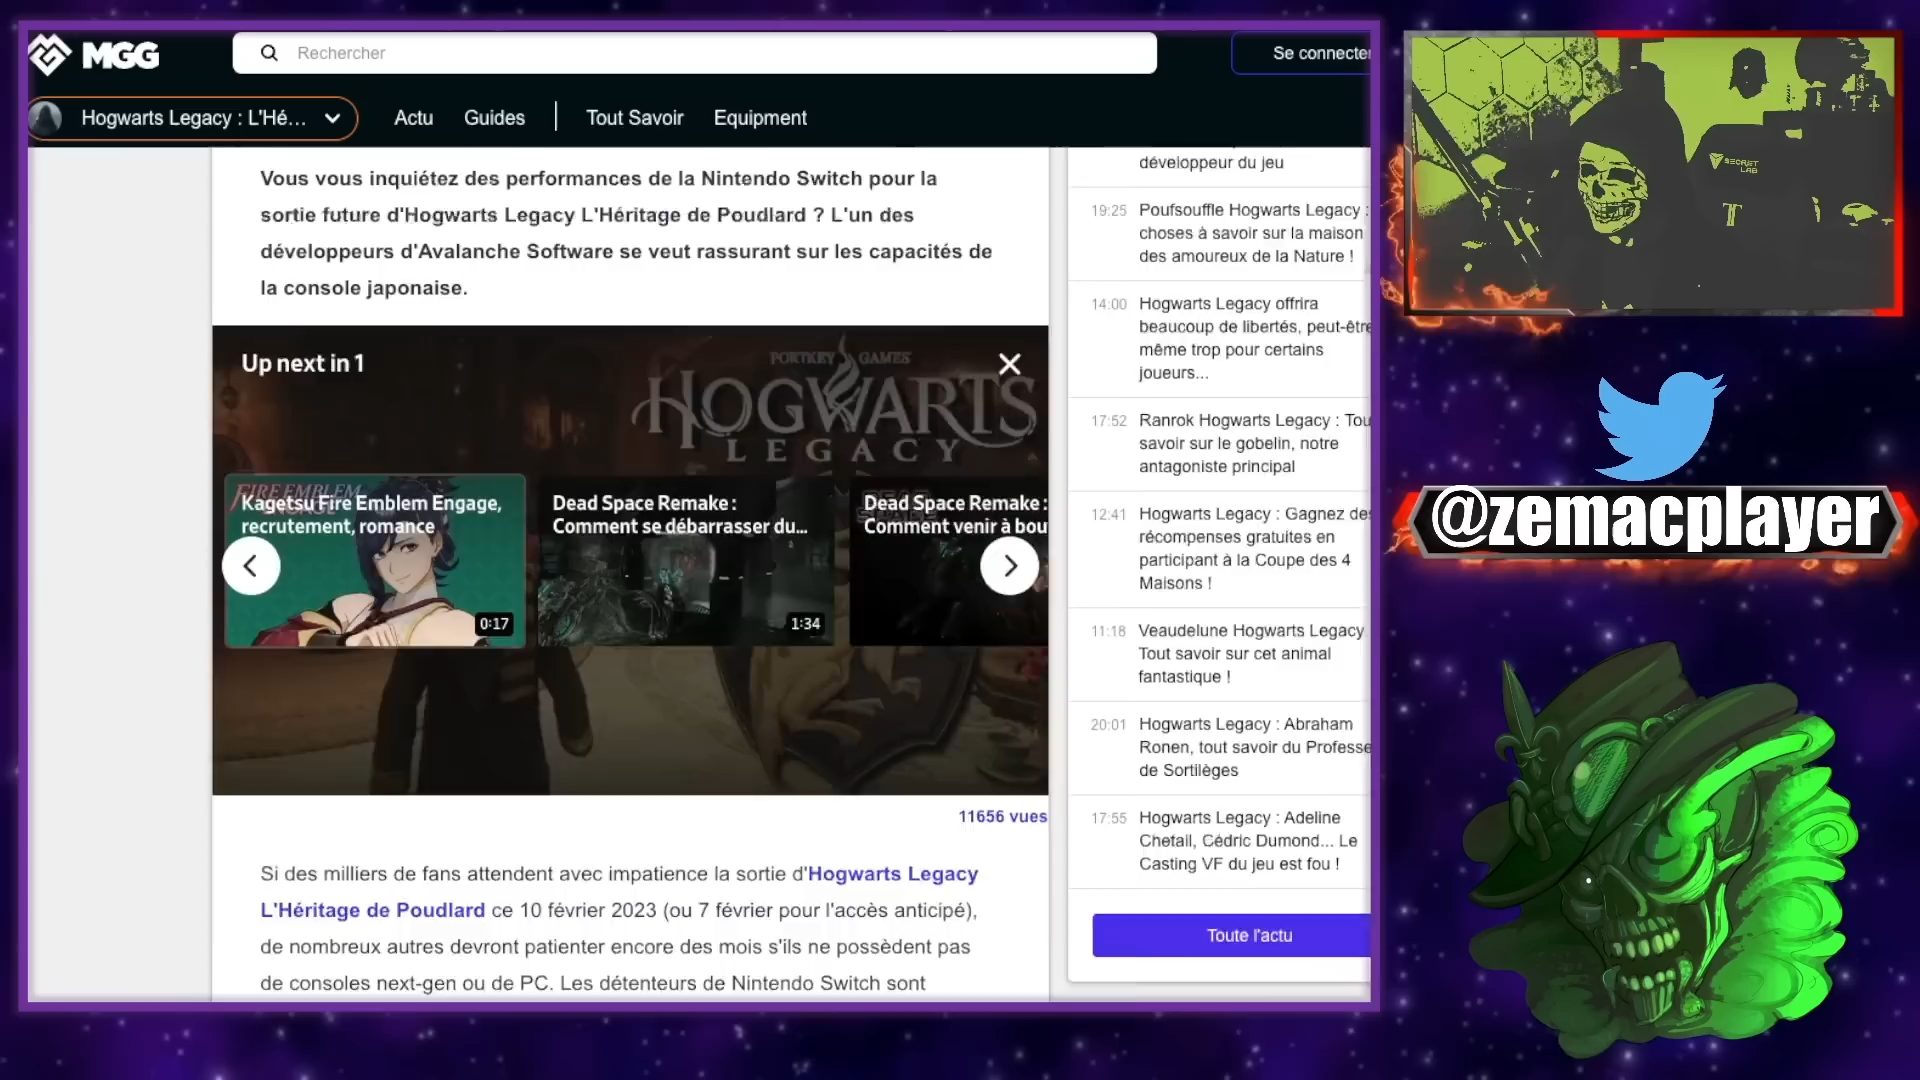 MGG
Rechercher
Se connecter
Hogwarts Legacy : L'Hé...
Actu
Guides
Tout Savoir
Equipment
Vous vous inquiétez des performances de la Nintendo Switch pour la
sortie future d'Hogwarts Legacy L'Héritage de Poudlard ? L'un des
développeurs d'Avalanche Software se veut rassurant sur les capacités de
la console japonaise.
Up next in 1
PORTKEY GAMES
HOGWARTS
LEGACY
FIRE EMBLEM
Kagetsu Fire Emblem Engage,
recrutement, romance
0:17
Dead Space Remake :
Comment se débarrasser du...
1:34
Dead Space Remake :
Comment venir à bou
11656 vues
Si des milliers de fans attendent avec impatience la sortie d'Hogwarts Legacy
L'Héritage de Poudlard ce 10 février 2023 (ou 7 février pour l'accès anticipé),
de nombreux autres devront patienter encore des mois s'ils ne possèdent pas
de consoles next-gen ou de PC. Les détenteurs de Nintendo Switch sont
développeur du jeu
19:25 Poufsouffle Hogwarts Legacy :
choses à savoir sur la maison
des amoureux de la Nature !
14:00 Hogwarts Legacy offrira
beaucoup de libertés, peut-être
même trop pour certains
joueurs...
17:52 Ranrok Hogwarts Legacy : Tou
savoir sur le gobelin, notre
antagoniste principal
12:41 Hogwarts Legacy : Gagnez des
récompenses gratuites en
participant à la Coupe des 4
Maisons !
11:18 Veaudelune Hogwarts Legacy
Tout savoir sur cet animal
fantastique !
20:01 Hogwarts Legacy : Abraham
Ronen, tout savoir du Professe
de Sortilèges
17:55 Hogwarts Legacy : Adeline
Chetail, Cédric Dumond... Le
Casting VF du jeu est fou !
Toute l'actu
SECRET
LAB
@zemacplayer